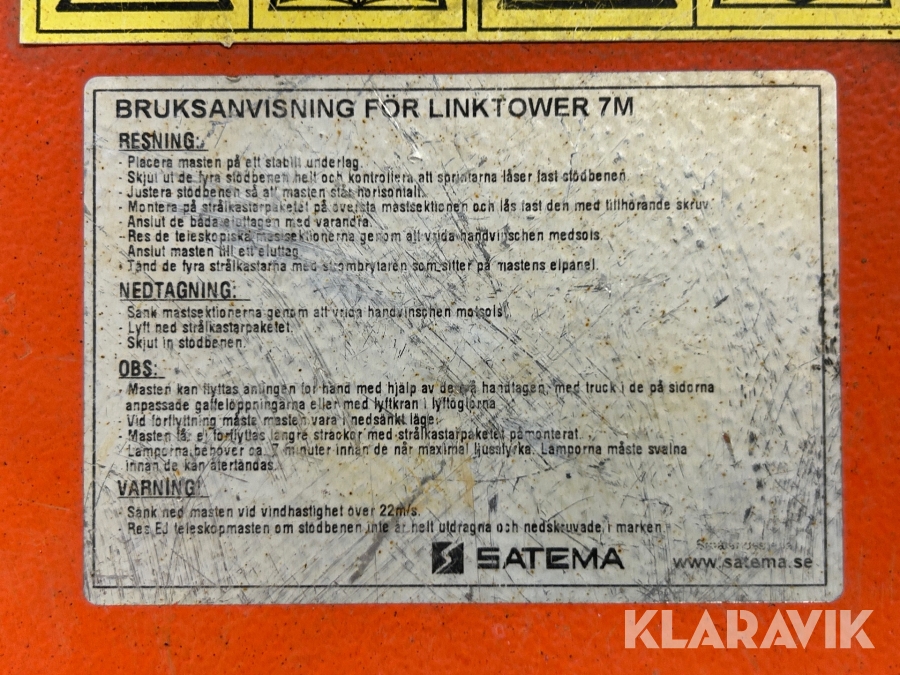 BRUKSANVISNING FÖR LINKTOWER 7M
RESNING:
- Placera masten på ett stabilt underlag.
- Skjut ut de fyra stödbenen helt och kontrollera att sprintarna låser fast stödbenen.
- Justera stödbenen så att masten står horisontall.
- Montera på strålkastarpaketet på översta mastsektionen och lås fast den med tillhörande skruv.
- Anslut de båda eluttagen med varandra.
- Res de teleskopiska mastsektionerna genom att vrida handvinschen medsols.
- Anslut masten till ett eluttag.
- Tänd de fyra strålkastarna med strömbrytaren som sitter på mastens elpanel.
NEDTAGNING:
- Sänk mastsektionerna genom att vrida handvinschen motsols.
- Lyft ned strålkastarpaketet.
- Skjut in stödbenen.
OBS:
- Masten kan flyttas antingen för hand med hjälp av de två handtagen, med truck i de på sidorna
anpassade gaffelöppningarna eller med lyftkran i lyftöglorna
- Vid förflyttning måste masten vara i nedsänkt läge.
- Masten får ej förflyttas längre sträckor med strålkastarpaketet påmonterat.
- Lamporna behöver ca. 7 minuter innan de når maximal ljusstyrka. Lamporna måste svalna
innan de kan återtändas.
VARNING!
- Sänk ned masten vid vindhastighet över 22m/s.
- Res EJ teleskopmasten om stödbenen inte är helt utdragna och nedskruvade i marken.
SATEMA
www.satema.se
KLARAVIK